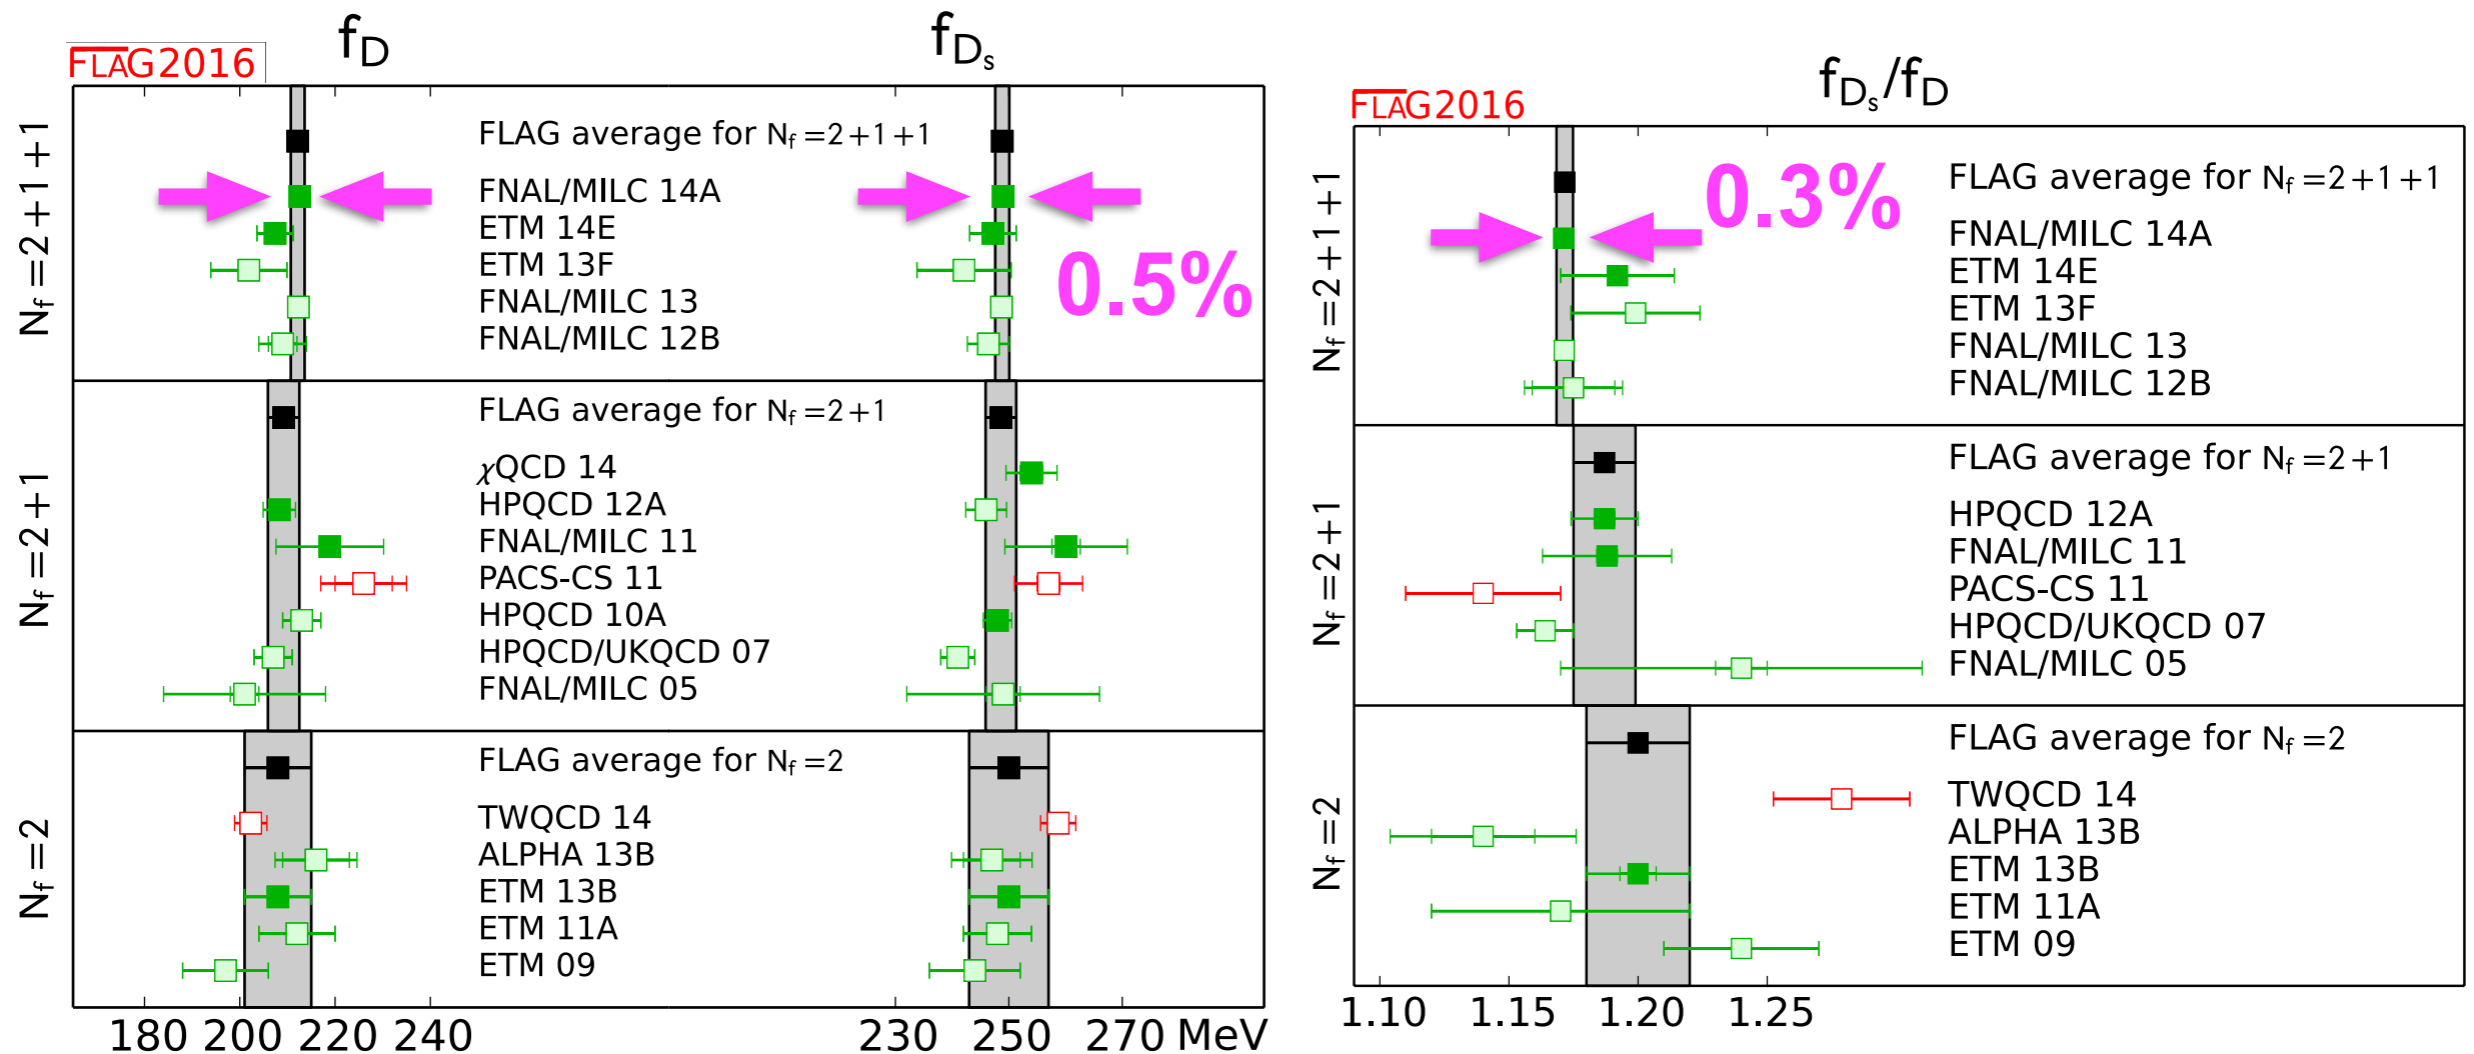 f_D
f_{D_s}
FLAG2016
N_f=2+1+1
FLAG average for N_f=2+1+1
FNAL/MILC 14A
ETM 14E
ETM 13F
FNAL/MILC 13
FNAL/MILC 12B
0.5%
N_f=2+1
FLAG average for N_f=2+1
χQCD 14
HPQCD 12A
FNAL/MILC 11
PACS-CS 11
HPQCD 10A
HPQCD/UKQCD 07
FNAL/MILC 05
N_f=2
FLAG average for N_f=2
TWQCD 14
ALPHA 13B
ETM 13B
ETM 11A
ETM 09
180 200 220 240 230 250 270 MeV
f_{D_s}/f_D
FLAG2016
N_f=2+1+1
0.3%
FLAG average for N_f=2+1+1
FNAL/MILC 14A
ETM 14E
ETM 13F
FNAL/MILC 13
FNAL/MILC 12B
N_f=2+1
FLAG average for N_f=2+1
HPQCD 12A
FNAL/MILC 11
PACS-CS 11
HPQCD/UKQCD 07
FNAL/MILC 05
N_f=2
FLAG average for N_f=2
TWQCD 14
ALPHA 13B
ETM 13B
ETM 11A
ETM 09
1.10 1.15 1.20 1.25